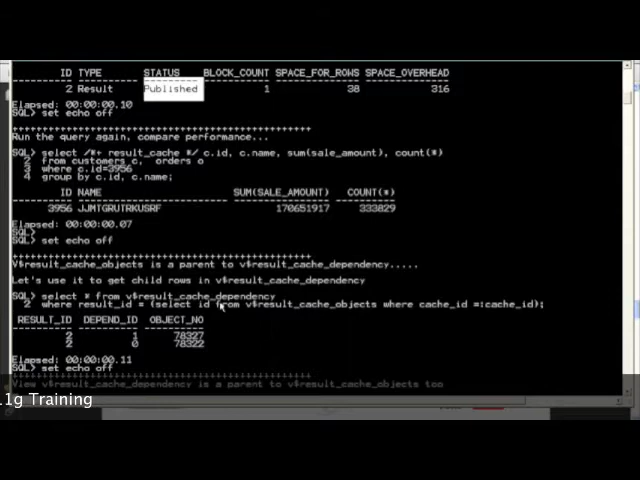 ID TYPE STATUS BLOCK_COUNT SPACE_FOR_ROWS SPACE_OVERHEAD
---------- ---------- --------- ----------- -------------- --------------
2 Result Published 1 38 316
Elapsed: 00:00:00.10
SQL> set echo off
++++++++++++++++++++++++++++++++++++++++++++++++++
Run the query again, compare performance...
SQL> select /*+ result_cache */ c.id, c.name, sum(sale_amount), count(*)
2 from customers c, orders o
3 where c.id=3956
4 group by c.id, c.name;
ID NAME SUM(SALE_AMOUNT) COUNT(*)
---------- ------------------------------ ---------------- ----------
3956 JJMTGRUTRKUSRF 170651917 333829
Elapsed: 00:00:00.07
SQL>
SQL> set echo off
++++++++++++++++++++++++++++++++++++++++++++++++++
V$result_cache_objects is a parent to v$result_cache_dependency.....
Let's use it to get child rows in v$result_cache_dependency
SQL> select * from v$result_cache_dependency
2 where result_id = (select id from v$result_cache_objects where cache_id =:cache_id);
RESULT_ID DEPEND_ID OBJECT_NO
---------- ---------- ----------
2 1 78327
2 0 78322
Elapsed: 00:00:00.11
SQL> set echo off
++++++++++++++++++++++++++++++++++++++++++++++++++
View v$result_cache_dependency is a parent to v$result_cache_objects too
.1g Training